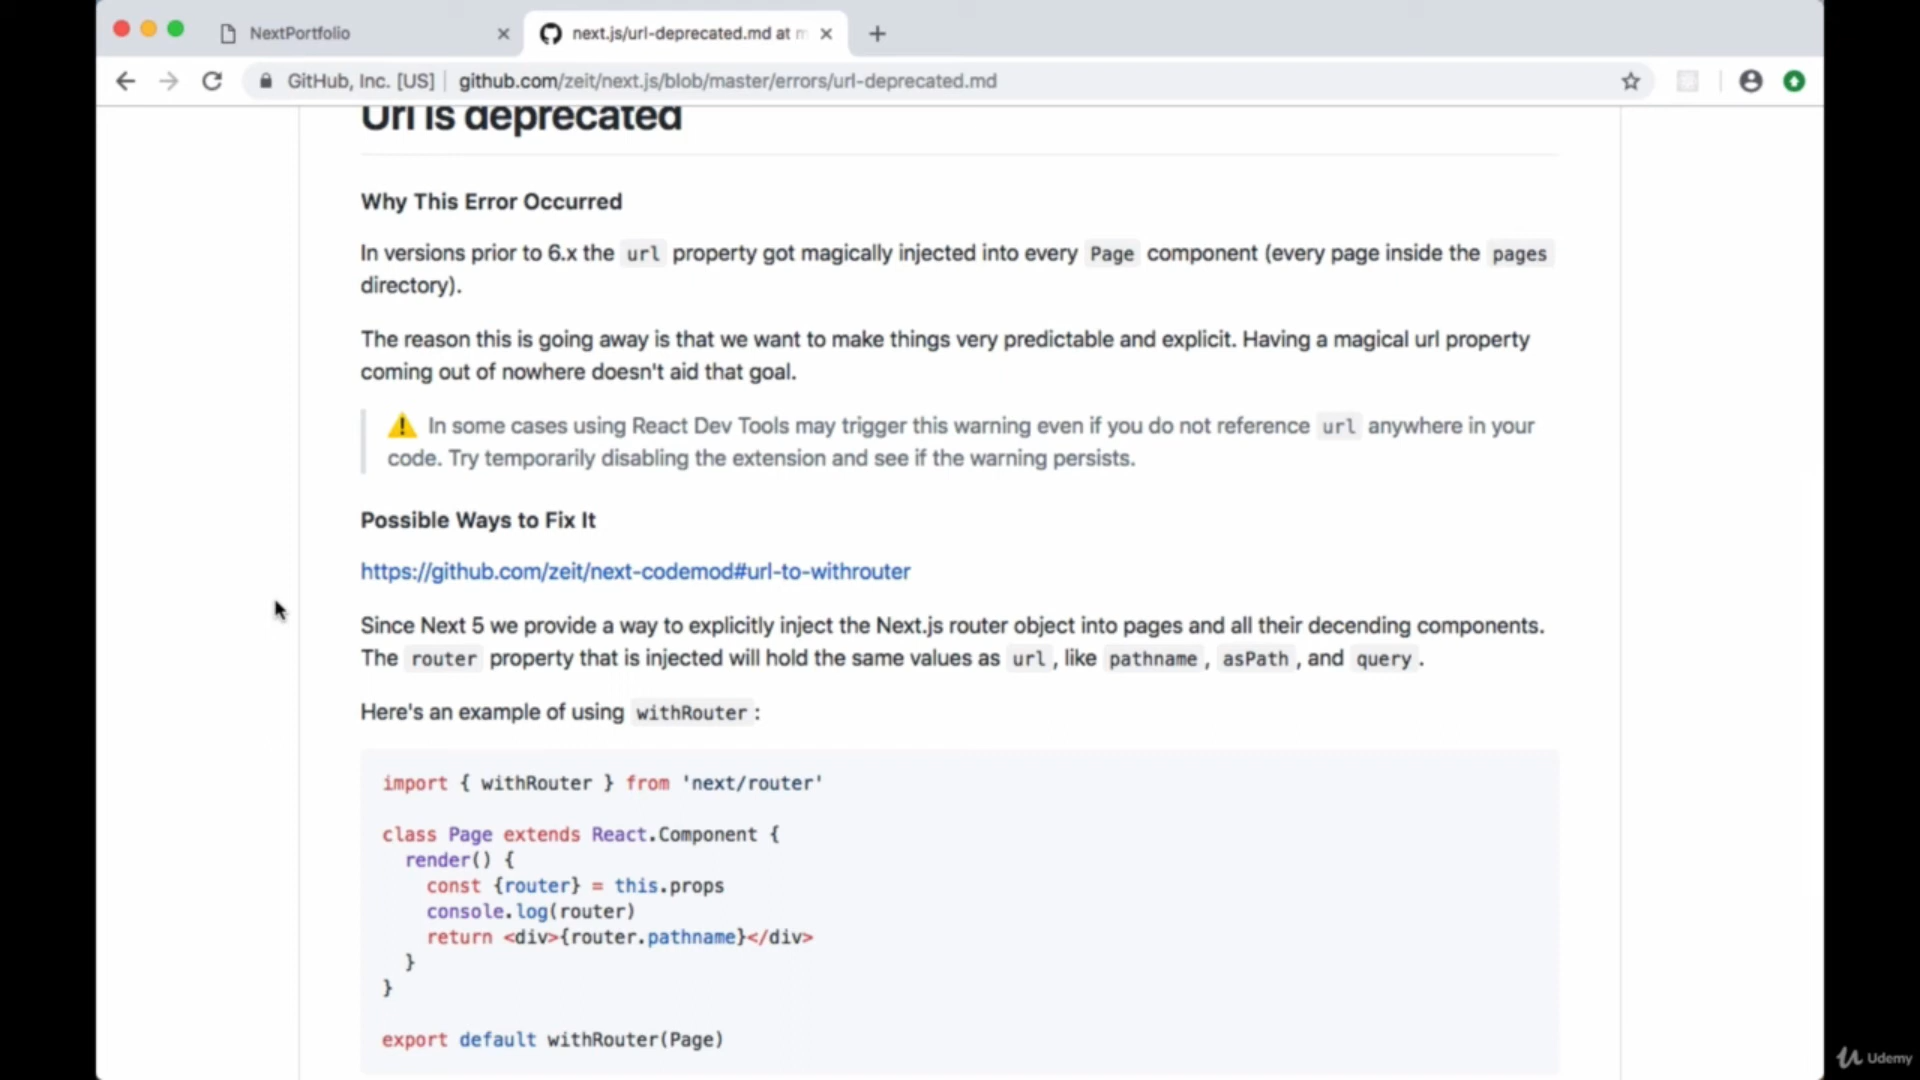 NextPortfolio
next.js/url-deprecated.md at m
GitHub, Inc. [US] github.com/zeit/next.js/blob/master/errors/url-deprecated.md
Url is deprecated
Why This Error Occurred
In versions prior to 6.x the url property got magically injected into every Page component (every page inside the pages
directory).
The reason this is going away is that we want to make things very predictable and explicit. Having a magical url property
coming out of nowhere doesn't aid that goal.
In some cases using React Dev Tools may trigger this warning even if you do not reference url anywhere in your
code. Try temporarily disabling the extension and see if the warning persists.
Possible Ways to Fix It
https://github.com/zeit/next-codemod#url-to-withrouter
Since Next 5 we provide a way to explicitly inject the Next.js router object into pages and all their decending components.
The router property that is injected will hold the same values as url, like pathname, asPath, and query.
Here's an example of using withRouter:
import { withRouter } from 'next/router'
class Page extends React.Component {
render() {
const {router} = this.props
console.log(router)
return <div>{router.pathname}</div>
}
}
export default withRouter(Page)
Udemy